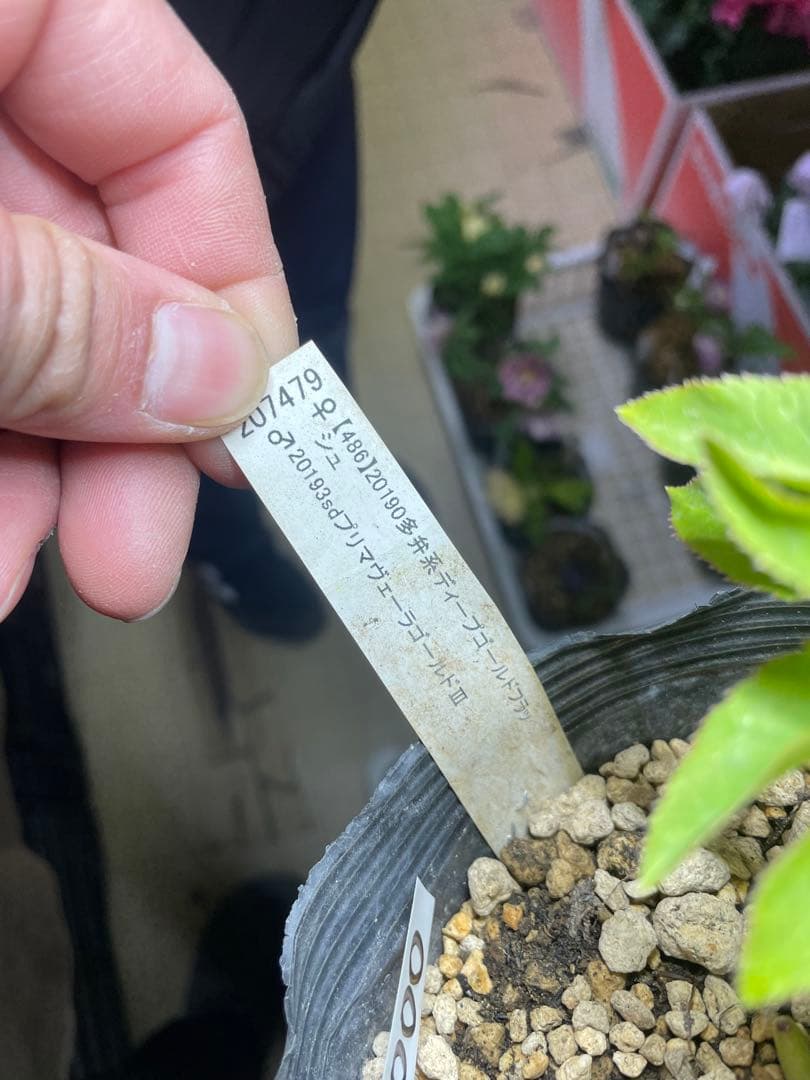 207479
♀【486】20190多弁系ディープゴールドフラッ
シュ
♂20193sdプリマヴェーラゴールドⅢ
000